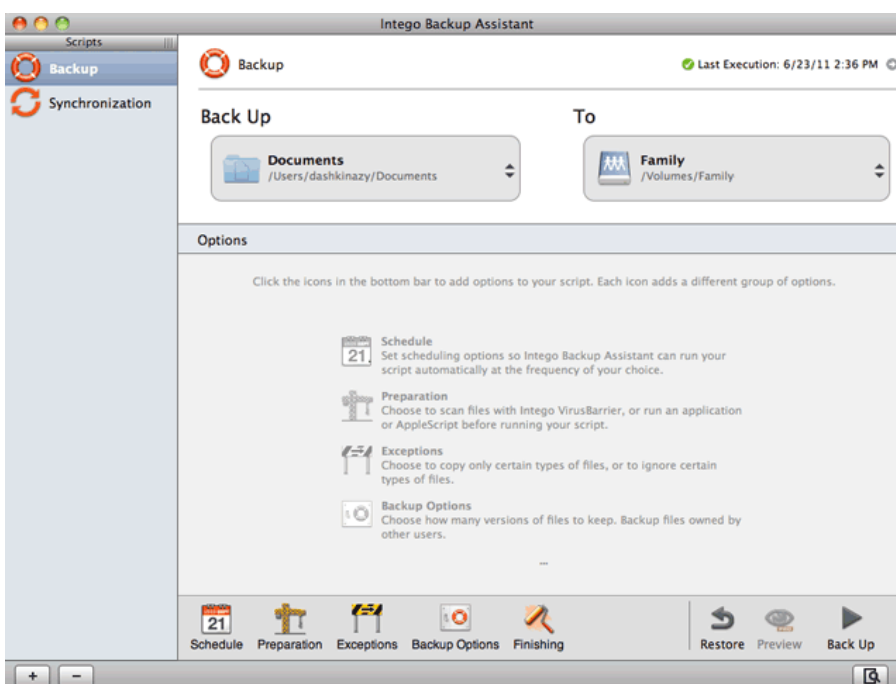 Intego Backup Assistant
Scripts
Backup
Synchronization
Backup
Last Execution: 6/23/11 2:36 PM
Back Up
To
Documents
/Users/dashkinazy/Documents
Family
/Volumes/Family
Options
Click the icons in the bottom bar to add options to your script. Each icon adds a different group of options.
21
Schedule
Set scheduling options so Intego Backup Assistant can run your
script automatically at the frequency of your choice.
Preparation
Choose to scan files with Intego VirusBarrier, or run an application
or AppleScript before running your script.
Exceptions
Choose to copy only certain types of files, or to ignore certain
types of files.
Backup Options
Choose how many versions of files to keep. Backup files owned by
other users.
...
21
Schedule
Preparation
Exceptions
Backup Options
Finishing
Restore
Preview
Back Up
+
−